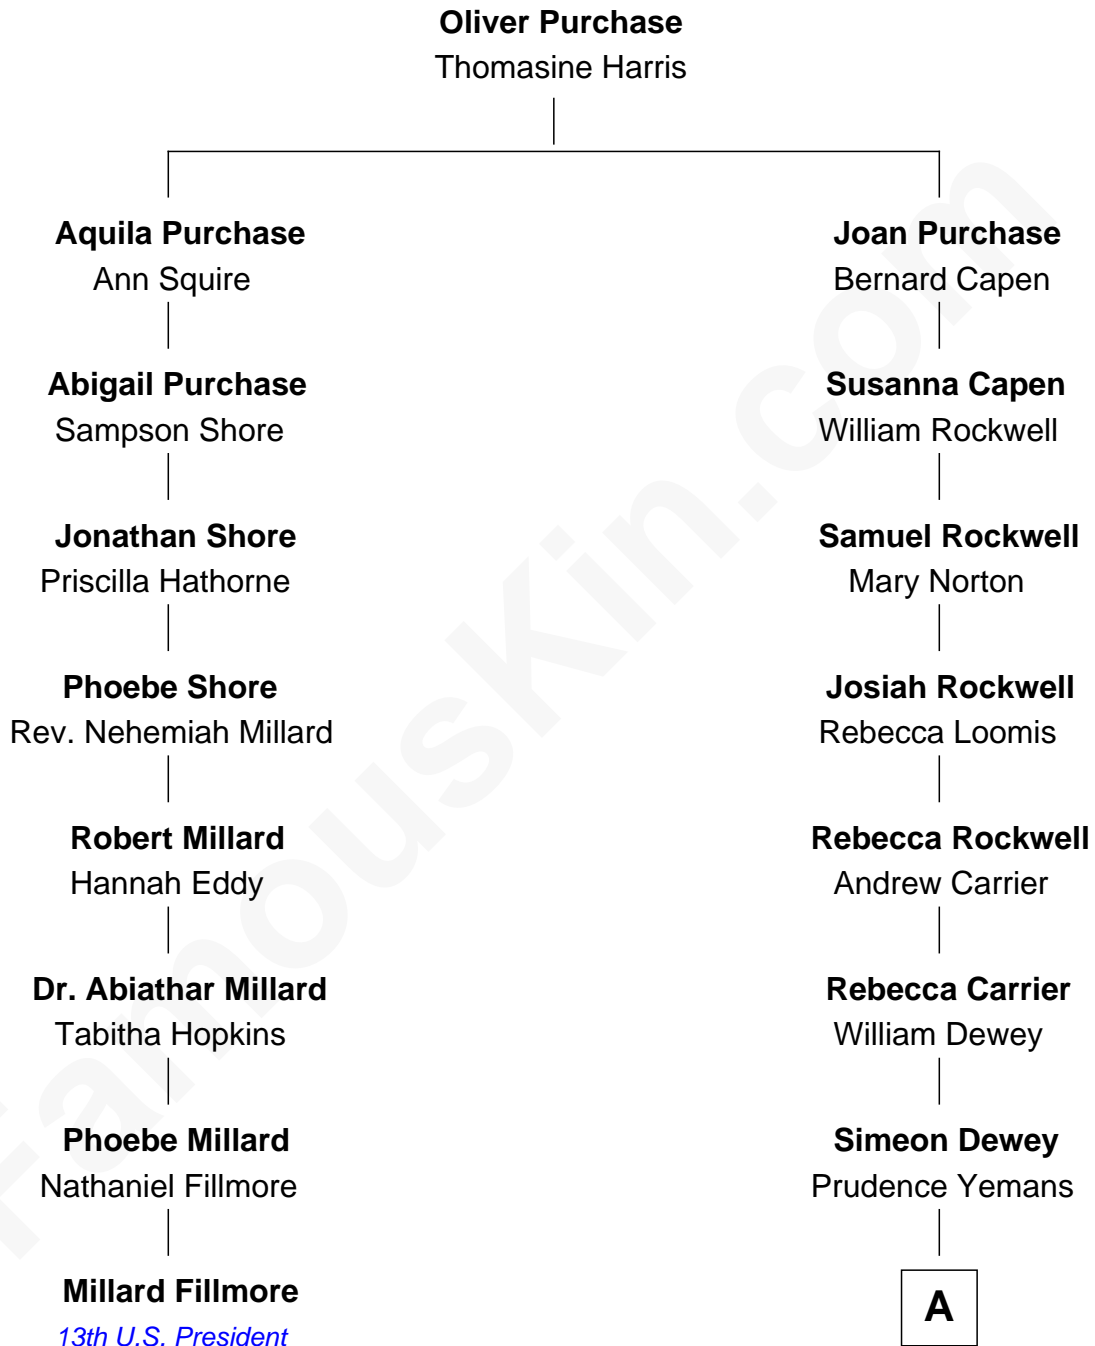 Oliver Purchase
Thomasine Harris
Aquila Purchase
Ann Squire
Abigail Purchase
Sampson Shore
Jonathan Shore
Priscilla Hathorne
Phoebe Shore
Rev. Nehemiah Millard
Robert Millard
Hannah Eddy
Dr. Abiathar Millard
Tabitha Hopkins
Phoebe Millard
Nathaniel Fillmore
Millard Fillmore
13th U.S. President
Joan Purchase
Bernard Capen
Susanna Capen
William Rockwell
Samuel Rockwell
Mary Norton
Josiah Rockwell
Rebecca Loomis
Rebecca Rockwell
Andrew Carrier
Rebecca Carrier
William Dewey
Simeon Dewey
Prudence Yemans
A
FamousKin.com